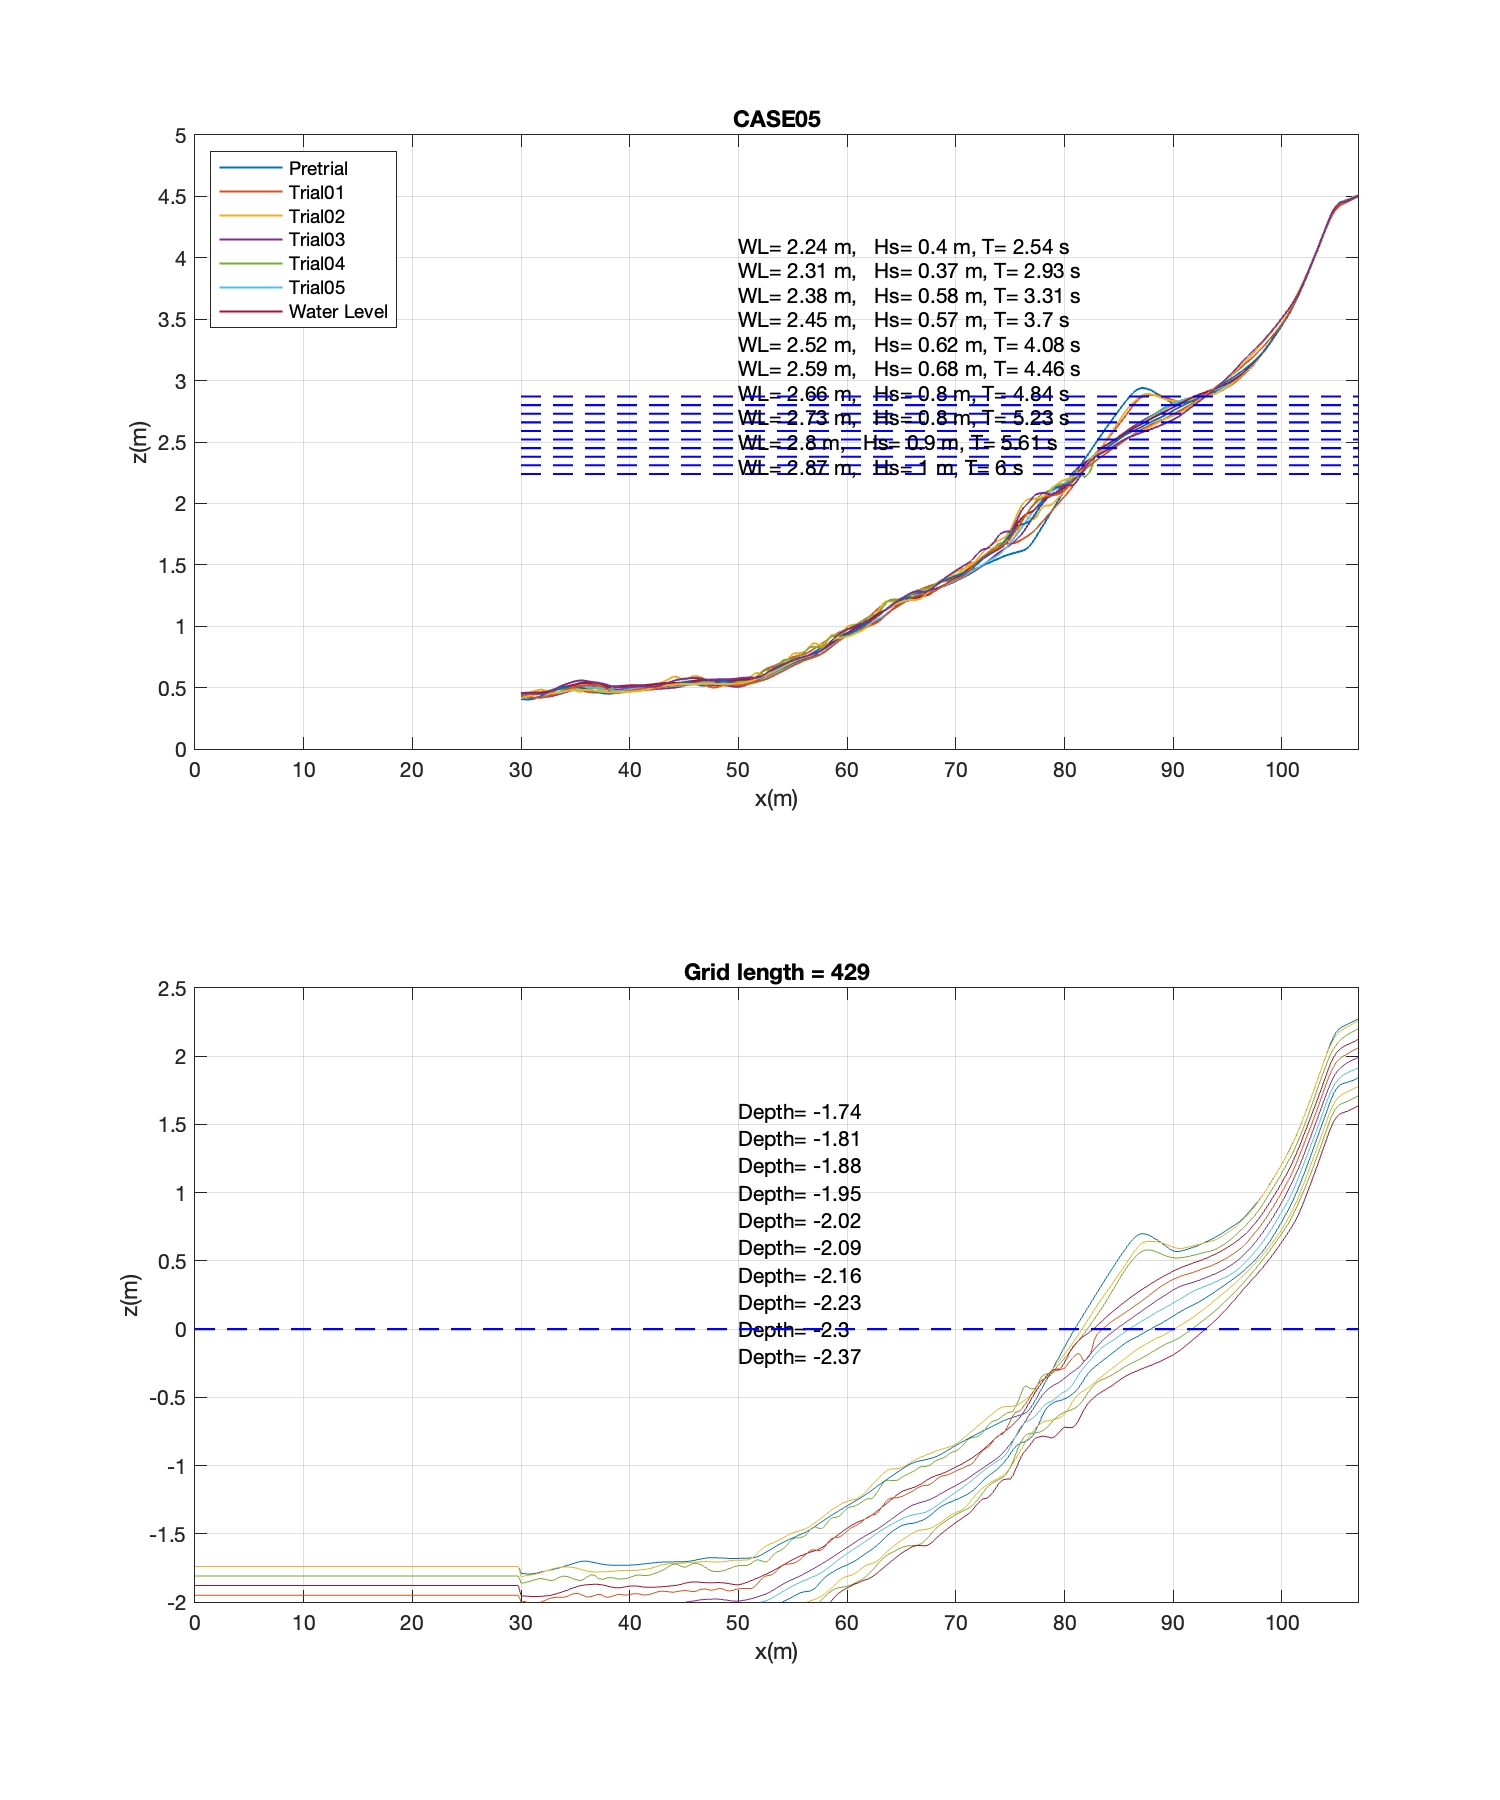 CASE05
5
4.5
4
3.5
3
2.5
2
1.5
1
0.5
0
z(m)
Pretrial
Trial01
Trial02
Trial03
Trial04
Trial05
Water Level
WL= 2.24 m, Hs= 0.4 m, T= 2.54 s
WL= 2.31 m, Hs= 0.37 m, T= 2.93 s
WL= 2.38 m, Hs= 0.58 m, T= 3.31 s
WL= 2.45 m, Hs= 0.57 m, T= 3.7 s
WL= 2.52 m, Hs= 0.62 m, T= 4.08 s
WL= 2.59 m, Hs= 0.68 m, T= 4.46 s
WL= 2.66 m, Hs= 0.8 m, T= 4.84 s
WL= 2.73 m, Hs= 0.8 m, T= 5.23 s
WL= 2.8 m, Hs= 0.9 m, T= 5.61 s
WL= 2.87 m, Hs= 1 m, T= 6 s
0 10 20 30 40 50 60 70 80 90 100
x(m)
Grid length = 429
2.5
2
1.5
1
0.5
0
-0.5
-1
-1.5
-2
z(m)
Depth= -1.74
Depth= -1.81
Depth= -1.88
Depth= -1.95
Depth= -2.02
Depth= -2.09
Depth= -2.16
Depth= -2.23
Depth= -2.3
Depth= -2.37
0 10 20 30 40 50 60 70 80 90 100
x(m)